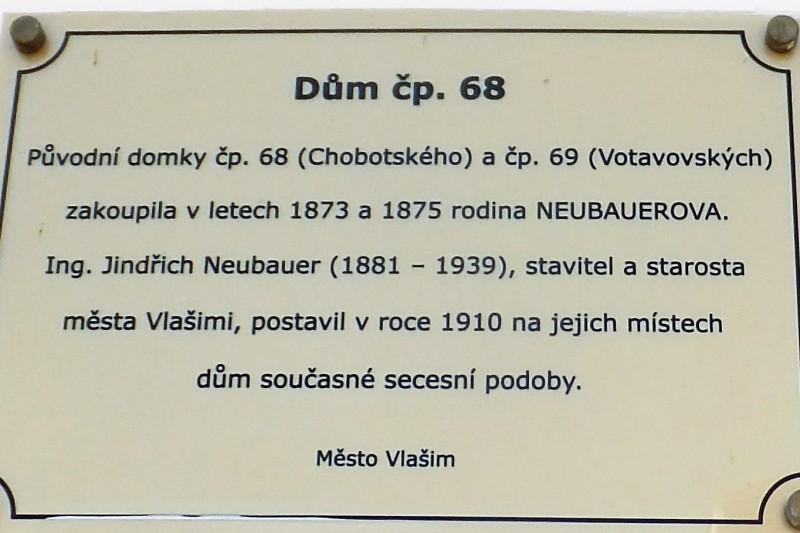 Dům čp. 68
Původní domky čp. 68 (Chobotského) a čp. 69 (Votavovských)
zakoupila v letech 1873 a 1875 rodina NEUBAUEROVA.
Ing. Jindřich Neubauer (1881 – 1939), stavitel a starosta
města Vlašimi, postavil v roce 1910 na jejich místech
dům současné secesní podoby.
Město Vlašim